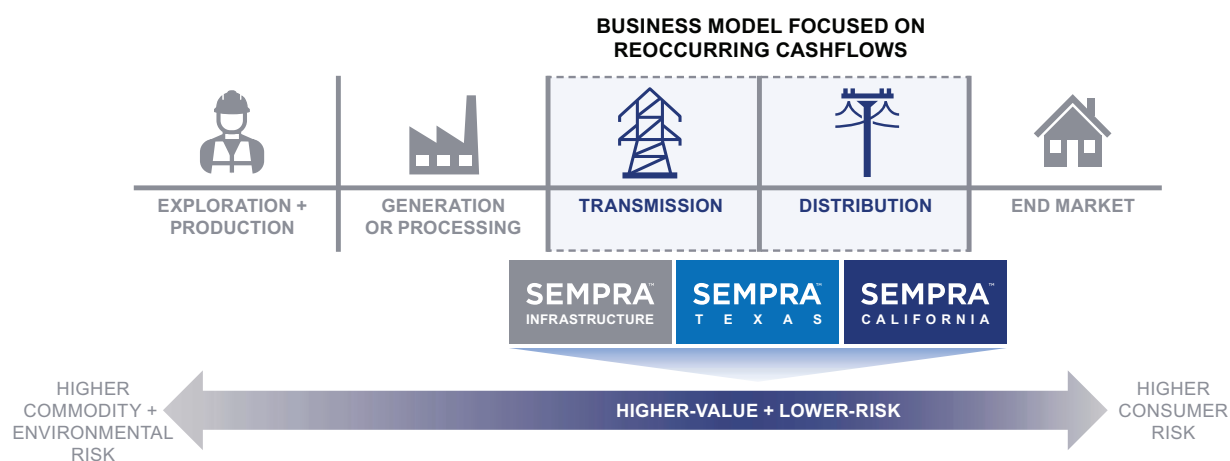 BUSINESS MODEL FOCUSED ON
REOCCURRING CASHFLOWS
EXPLORATION +
PRODUCTION
GENERATION
OR PROCESSING
TRANSMISSION
DISTRIBUTION
END MARKET
SEMPRA™
INFRASTRUCTURE
SEMPRA™
TEXAS
SEMPRA™
CALIFORNIA
HIGHER
COMMODITY +
ENVIRONMENTAL
RISK
HIGHER-VALUE + LOWER-RISK
HIGHER
CONSUMER
RISK